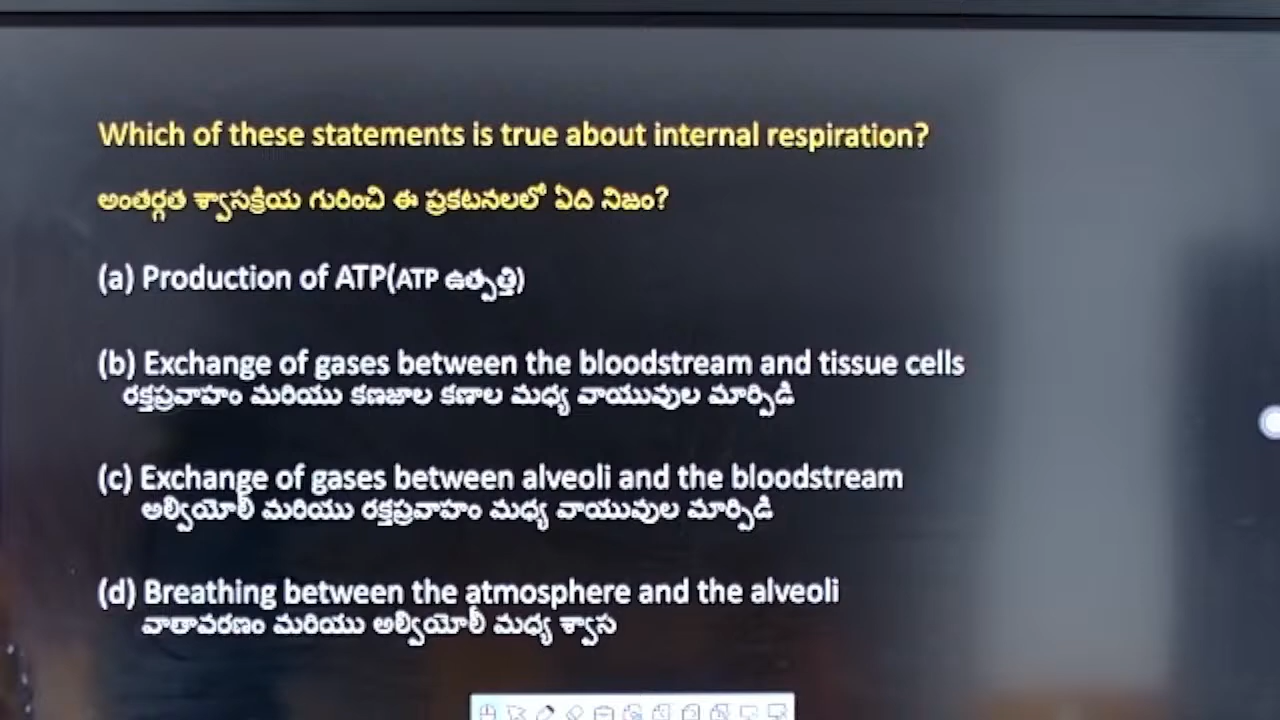 Which of these statements is true about internal respiration?
అంతర్గత శ్వాసక్రియ గురించి ఈ ప్రకటనలలో ఏది నిజం?
(a) Production of ATP(ATP ఉత్పత్తి)
(b) Exchange of gases between the bloodstream and tissue cells
రక్తప్రవాహం మరియు కణజాల కణాల మధ్య వాయువుల మార్పిడి
(c) Exchange of gases between alveoli and the bloodstream
అల్వియోలీ మరియు రక్తప్రవాహం మధ్య వాయువుల మార్పిడి
(d) Breathing between the atmosphere and the alveoli
వాతావరణం మరియు అల్వియోలీ మధ్య శ్వాస